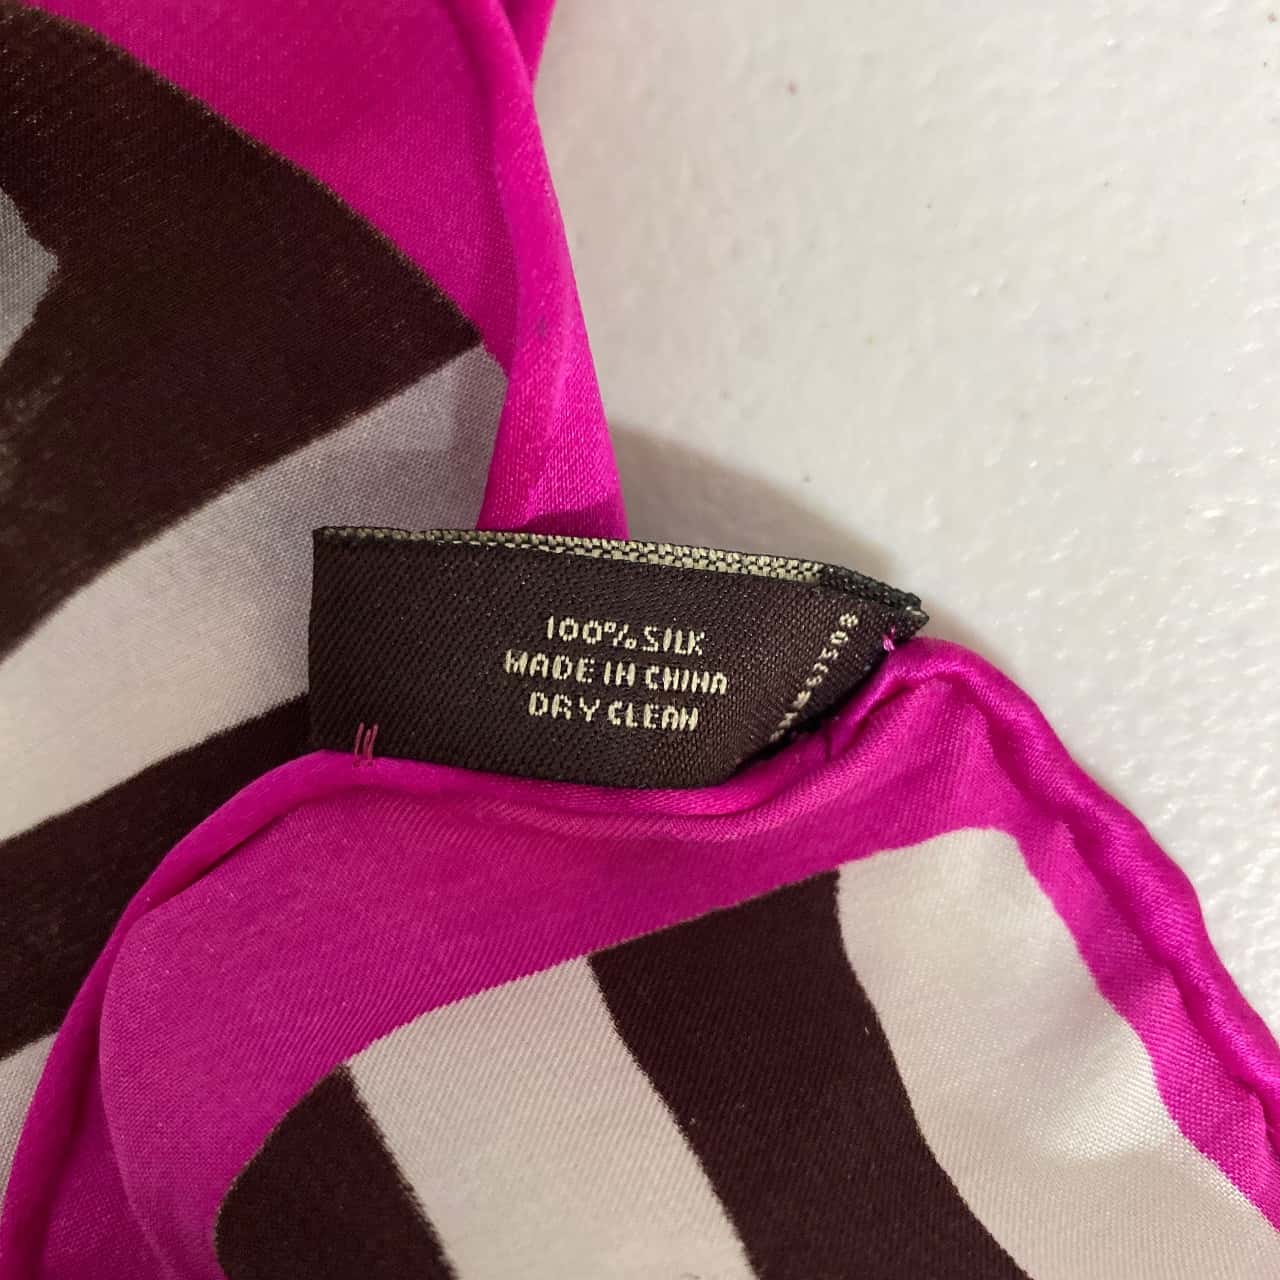 100% SILK
MADE IN CHINA
DRY CLEAN